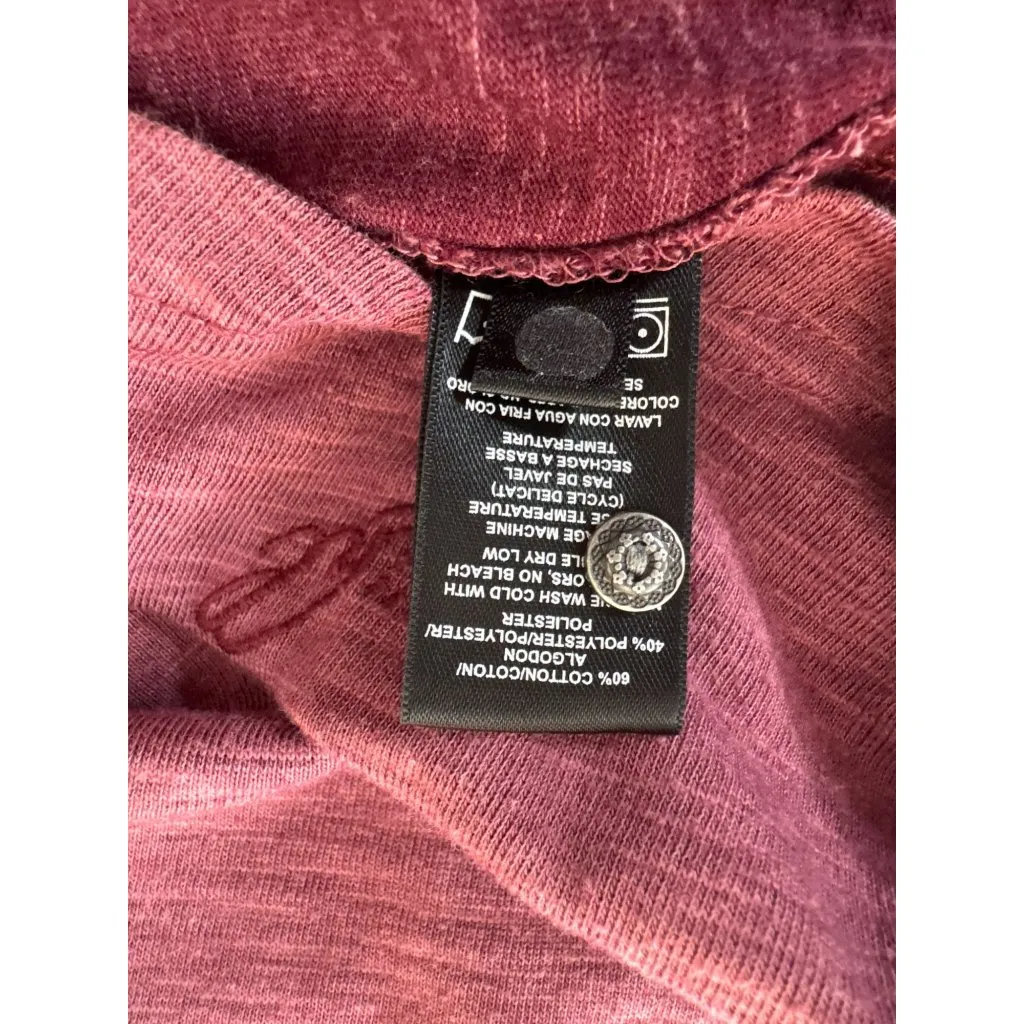 60% COTTON/COTON/
ALGODON
40% POLYESTER/POLYESTER/
POLIESTER
WASH COLD WITH
NO BLEACH
DRY LOW
MACHINE
TEMPERATURE
(CYCLE DELICAT)
PAS DE JAVEL
SECHAGE A BASSE
TEMPERATURE
LAVAR CON AGUA FRIA CON
SE